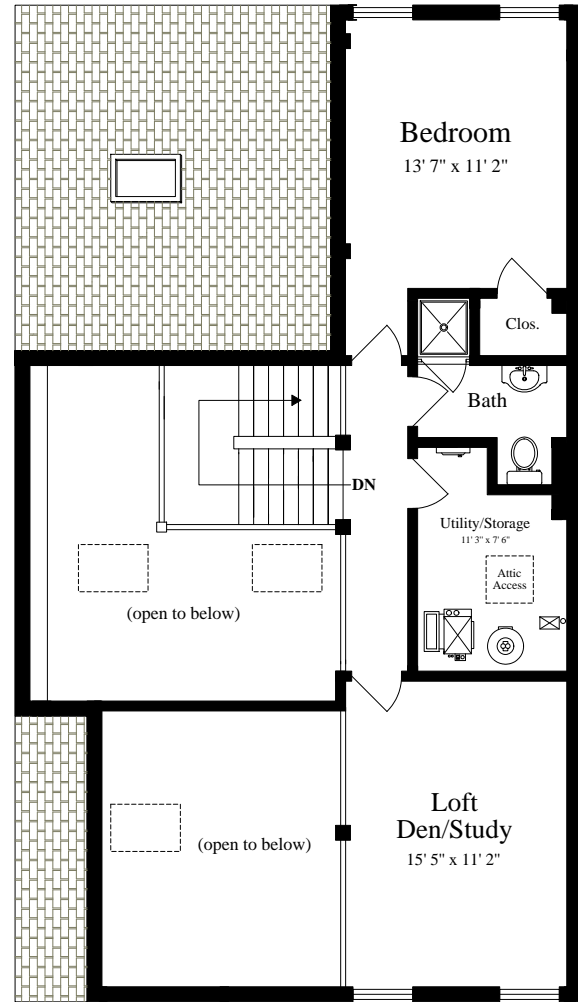 Bedroom
13' 7" x 11' 2"
Clos.
Bath
DN
Utility/Storage
11' 3" x 7' 6"
Attic
Access
(open to below)
Loft
Den/Study
15' 5" x 11' 2"
(open to below)